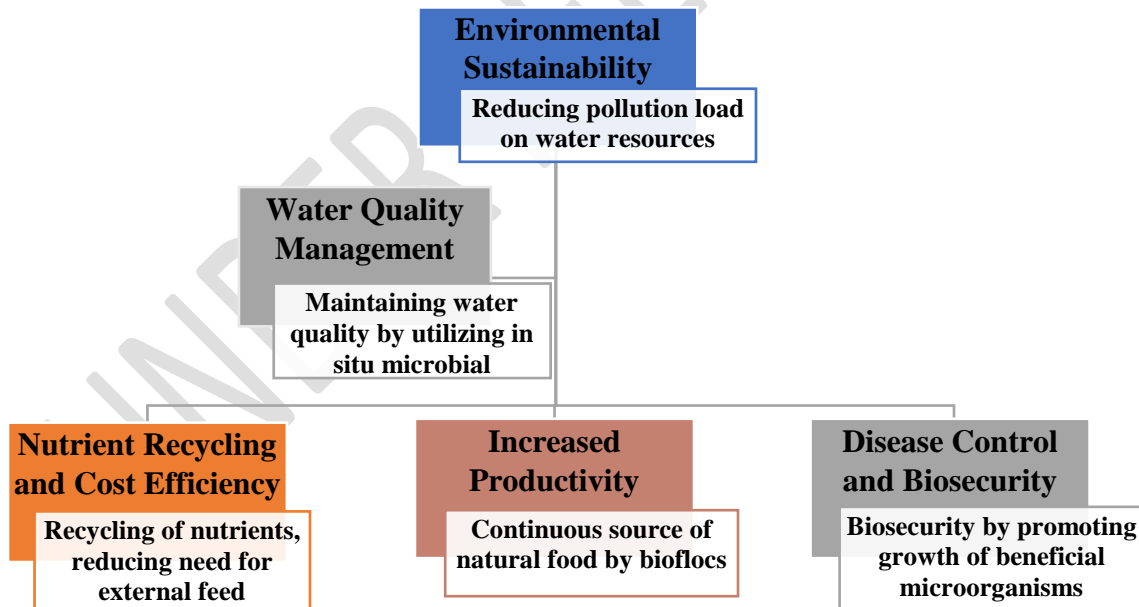 Environmental
Sustainability
Reducing pollution load
on water resources
Water Quality
Management
Maintaining water
quality by utilizing in
situ microbial
Nutrient Recycling
and Cost Efficiency
Recycling of nutrients,
reducing need for
external feed
Increased
Productivity
Continuous source of
natural food by bioflocs
Disease Control
and Biosecurity
Biosecurity by promoting
growth of beneficial
microorganisms